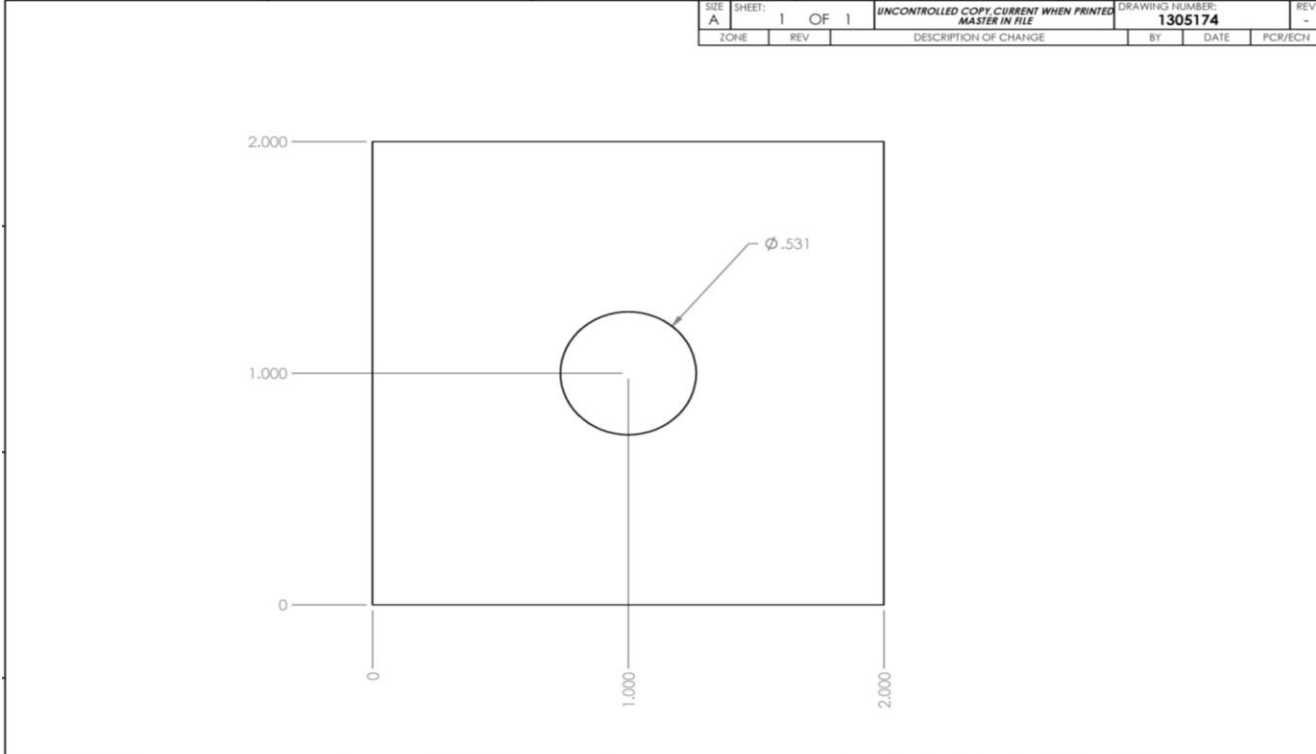 SIZE
A
SHEET:
1 OF 1
UNCONTROLLED COPY, CURRENT WHEN PRINTED
MASTER IN FILE
DRAWING NUMBER:
1305174
REV
-
ZONE REV DESCRIPTION OF CHANGE BY DATE PCR/ECN
2.000
Ø.531
1.000
0
0
1.000
2.000